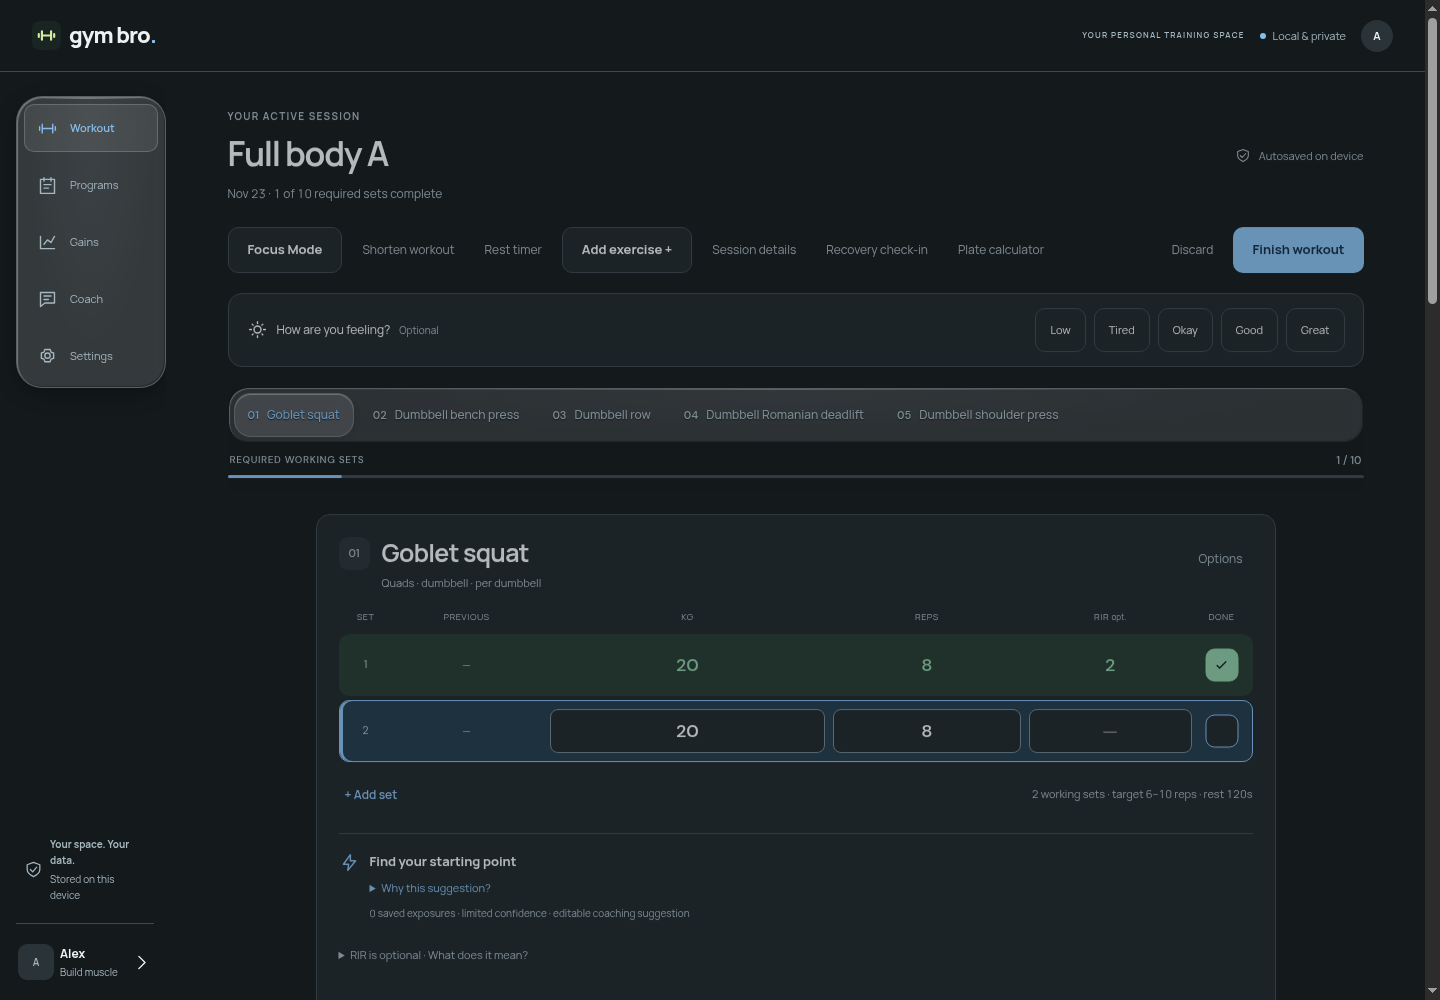 gym bro.
YOUR PERSONAL TRAINING SPACE
Local & private
A
Workout
Programs
Gains
Coach
Settings
YOUR ACTIVE SESSION
Full body A
Autosaved on device
Nov 23 · 1 of 10 required sets complete
Focus Mode
Shorten workout
Rest timer
Add exercise +
Session details
Recovery check-in
Plate calculator
Discard
Finish workout
How are you feeling? Optional
Low
Tired
Okay
Good
Great
01 Goblet squat
02 Dumbbell bench press
03 Dumbbell row
04 Dumbbell Romanian deadlift
05 Dumbbell shoulder press
REQUIRED WORKING SETS
1 / 10
01
Goblet squat
Options
Quads · dumbbell · per dumbbell
SET PREVIOUS KG REPS RIR opt. DONE
1 – 20 8 2
2 – 20 8 —
+ Add set
2 working sets · target 6–10 reps · rest 120s
Find your starting point
Why this suggestion?
0 saved exposures · limited confidence · editable coaching suggestion
RIR is optional · What does it mean?
Your space. Your
data.
Stored on this
device
A
Alex
Build muscle